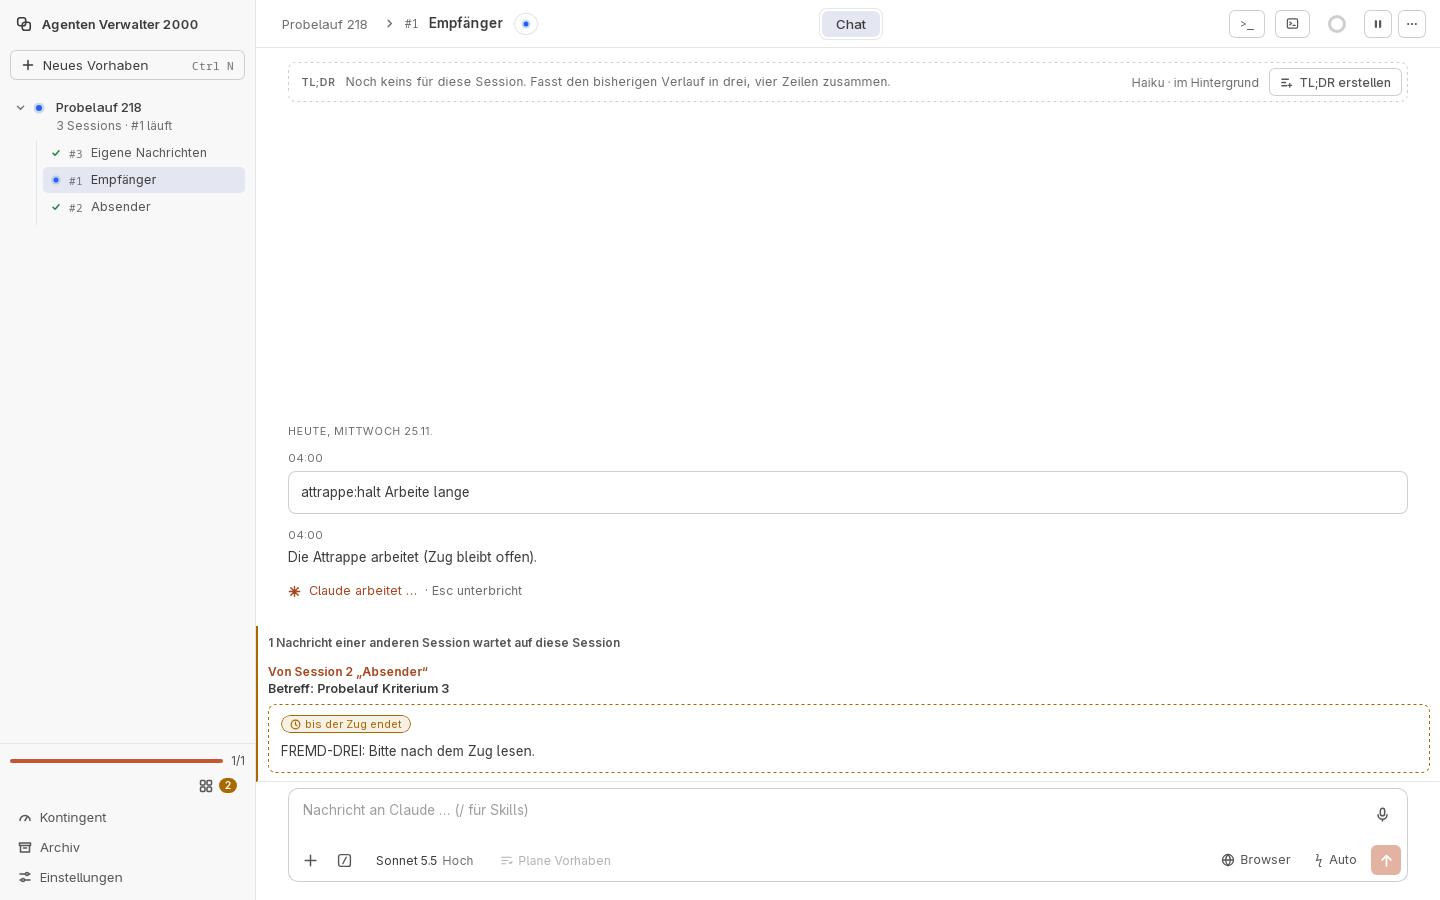 Agenten Verwalter 2000
Neues Vorhaben Ctrl N
Probelauf 218
3 Sessions · #1 läuft
#3 Eigene Nachrichten
#1 Empfänger
#2 Absender
1/1
2
Kontingent
Archiv
Einstellungen
Probelauf 218 > #1 Empfänger
Chat
>_
TL;DR Noch keins für diese Session. Fasst den bisherigen Verlauf in drei, vier Zeilen zusammen. Haiku · im Hintergrund TL;DR erstellen
HEUTE, MITTWOCH 25.11.
04:00
attrappe:halt Arbeite lange
04:00
Die Attrappe arbeitet (Zug bleibt offen).
Claude arbeitet … · Esc unterbricht
1 Nachricht einer anderen Session wartet auf diese Session
Von Session 2 „Absender“
Betreff: Probelauf Kriterium 3
bis der Zug endet
FREMD-DREI: Bitte nach dem Zug lesen.
Nachricht an Claude … (/ für Skills)
Sonnet 5.5 Hoch Plane Vorhaben Browser Auto